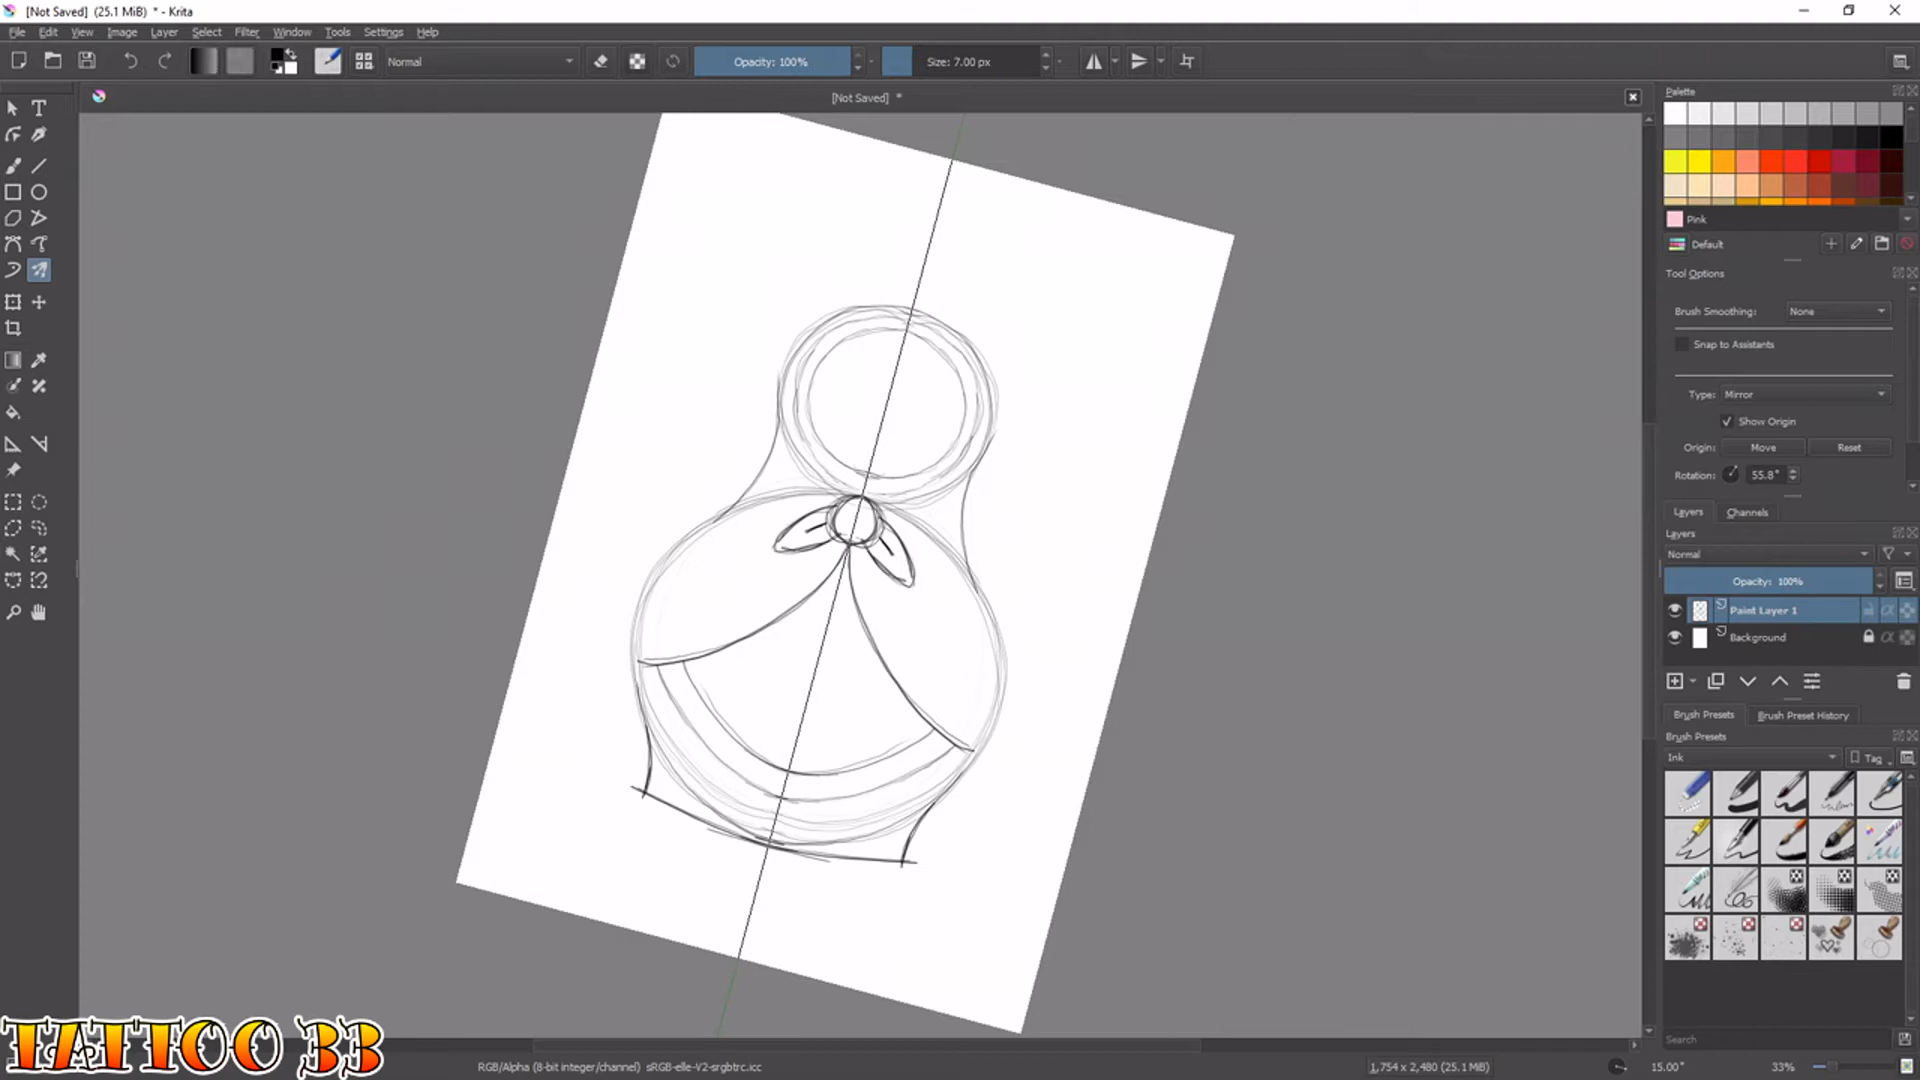 [Not Saved] (25.1 MiB) * - Krita
File Edit View Image Layer Select Filter Window Tools Settings Help
Normal
Opacity: 100%
Size: 7.00 px
[Not Saved] *
Palette
Pink
Default
Tool Options
Brush Smoothing: None
Snap to Assistants
Type: Mirror
Show Origin
Origin: Move Reset
Rotation: 55.8°
Layers Channels
Layers
Normal
Opacity: 100%
Paint Layer 1
Background
Brush Presets Brush Preset History
Brush Presets
Ink
Tag
Search
TATTOO 33
RGB/Alpha (8-bit integer/channel) sRGB-elle-V2-srgbtrc.icc
1,754 x 2,480 (25.1 MiB)
15.00°
33%